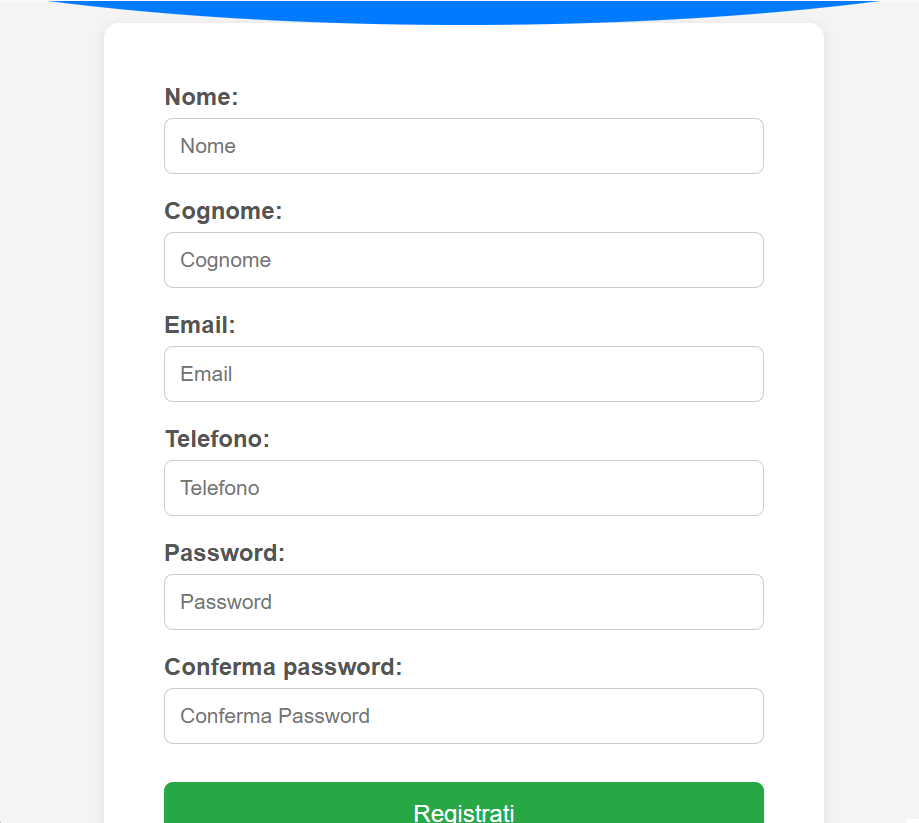 Nome:
Nome
Cognome:
Cognome
Email:
Email
Telefono:
Telefono
Password:
Password
Conferma password:
Conferma Password
Registrati